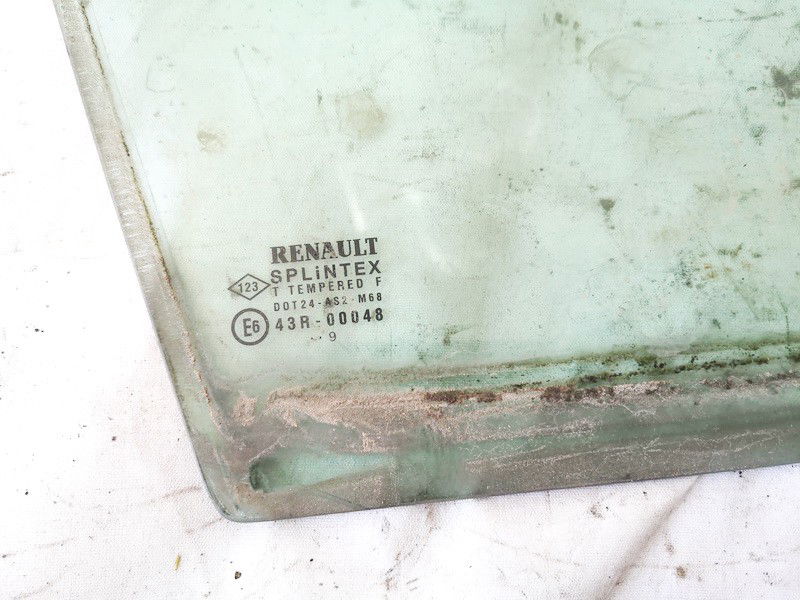 RENAULT
SPLiNTEX
123
T TEMPERED F
DOT24-AS2-M68
E6
43R-00048
9